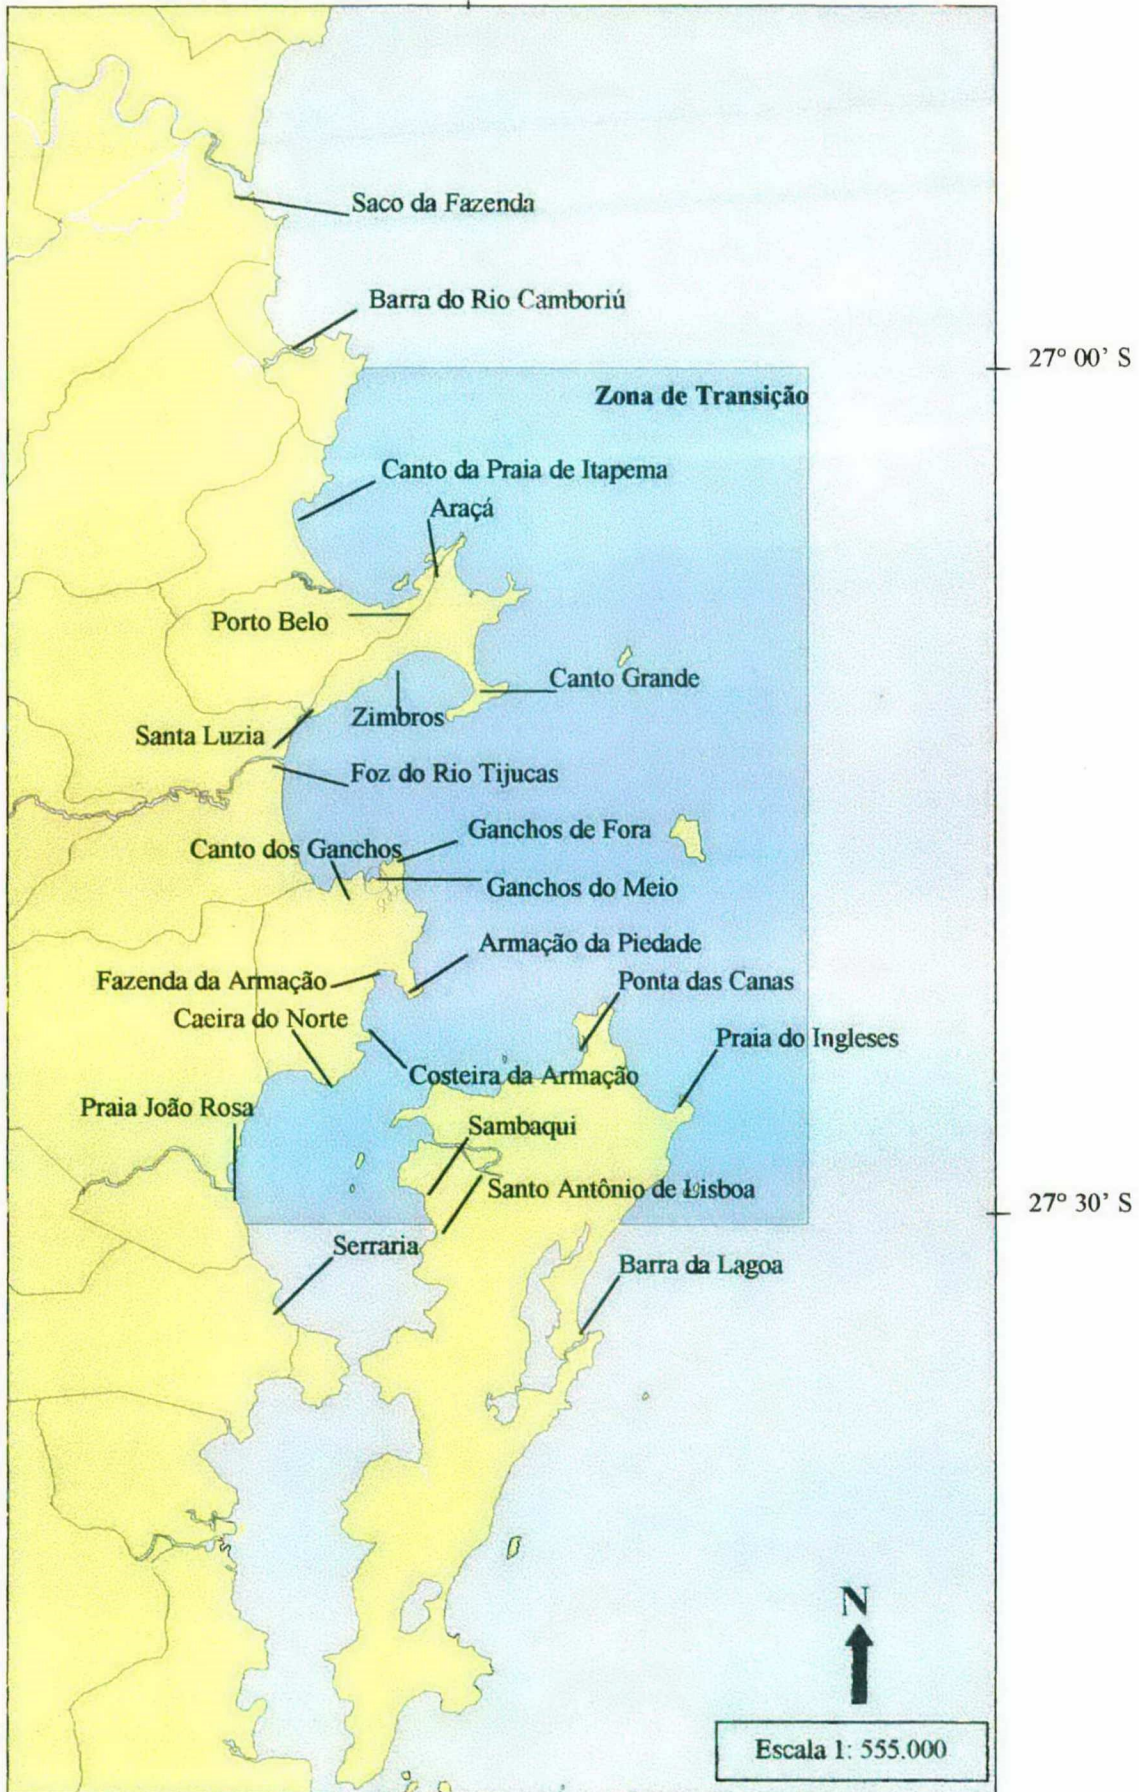 Saco da Fazenda
Barra do Rio Camboriú
27° 00’ S
Zona de Transição
Canto da Praia de Itapema
Araçá
Porto Belo
Canto Grande
Zimbros
Santa Luzia
Foz do Rio Tijucas
Ganchos de Fora
Canto dos Ganchos
Ganchos do Meio
Armação da Piedade
Fazenda da Armação
Ponta das Canas
Caeira do Norte
Praia do Ingleses
Costeira da Armação
Praia João Rosa
Sambaqui
Santo Antônio de Lisboa
27° 30’ S
Serraria
Barra da Lagoa
N
Escala 1: 555.000